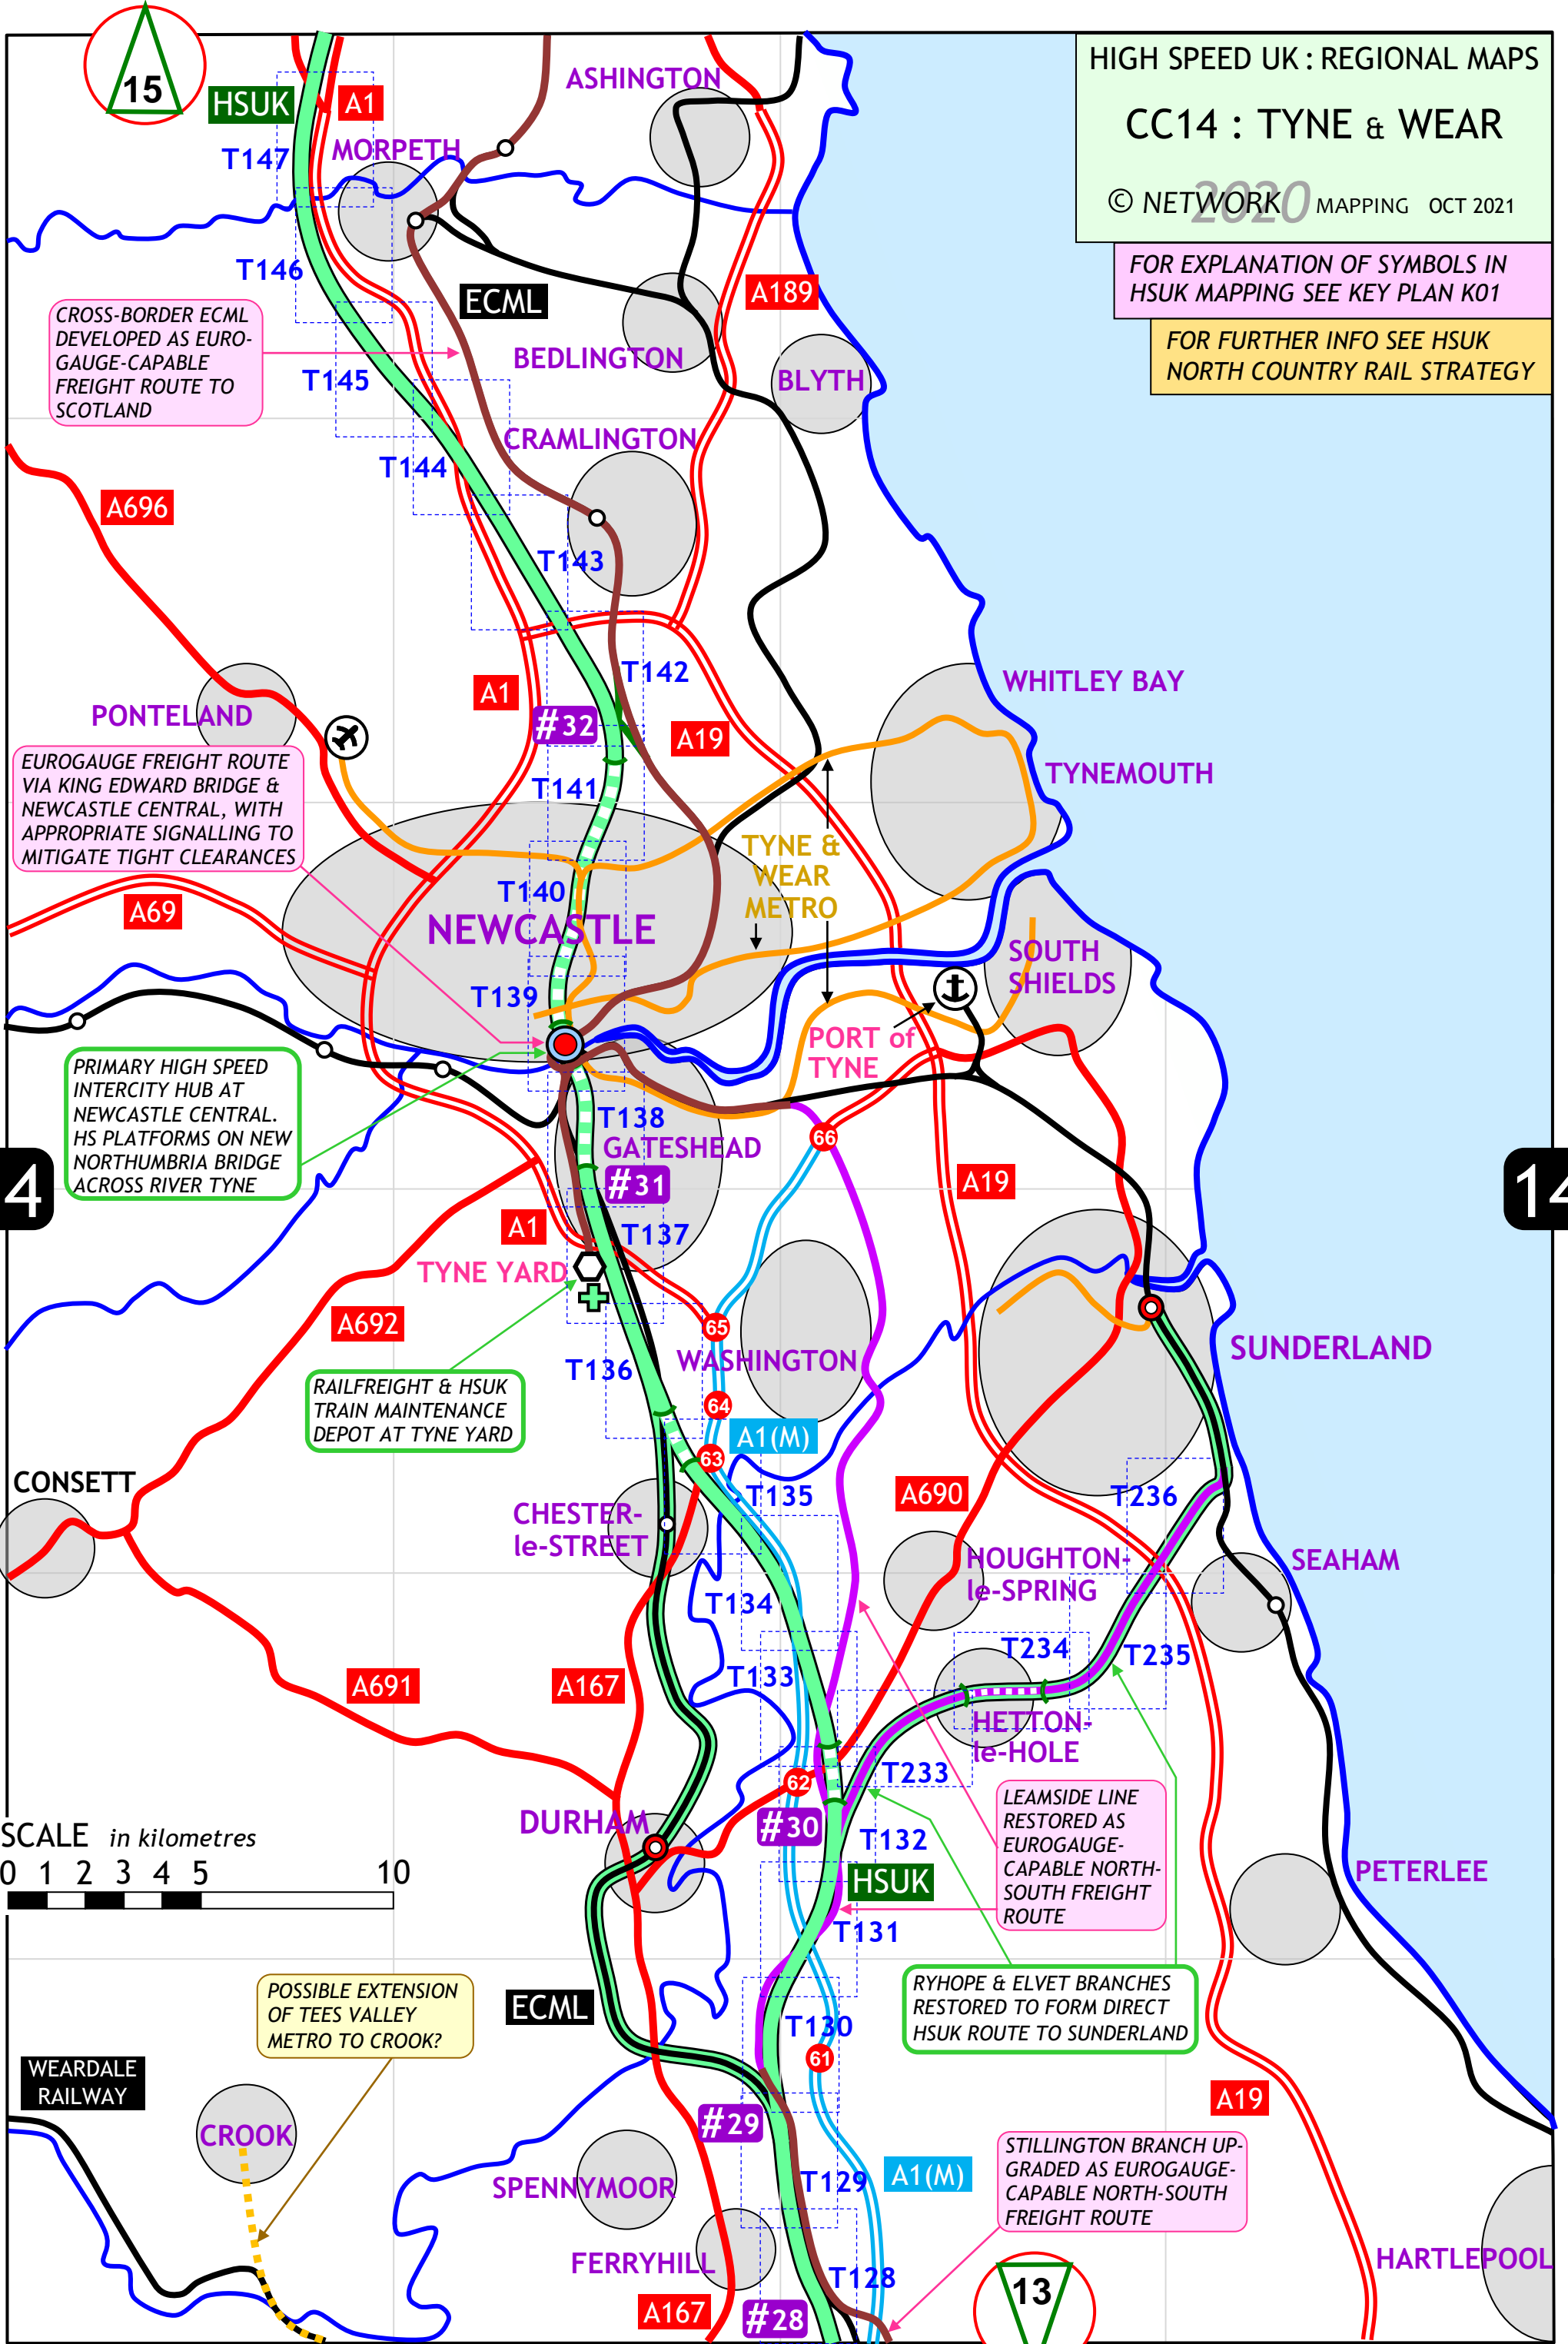 15
HSUK
A1
ASHINGTON
HIGH SPEED UK : REGIONAL MAPS
CC14 : TYNE & WEAR
© NETWORK 2020 MAPPING OCT 2021
T147
MORPETH
FOR EXPLANATION OF SYMBOLS IN
HSUK MAPPING SEE KEY PLAN K01
FOR FURTHER INFO SEE HSUK
NORTH COUNTRY RAIL STRATEGY
T146
ECML
A189
CROSS-BORDER ECML
DEVELOPED AS EURO-
GAUGE-CAPABLE
FREIGHT ROUTE TO
SCOTLAND
BEDLINGTON
BLYTH
T145
CRAMLINGTON
T144
A696
T143
T142
A1
WHITLEY BAY
PONTELAND
#32
A19
EUROGAUGE FREIGHT ROUTE
VIA KING EDWARD BRIDGE &
NEWCASTLE CENTRAL, WITH
APPROPRIATE SIGNALLING TO
MITIGATE TIGHT CLEARANCES
TYNEMOUTH
T141
TYNE &
WEAR
METRO
T140
A69
NEWCASTLE
SOUTH
SHIELDS
T139
PORT of
TYNE
PRIMARY HIGH SPEED
INTERCITY HUB AT
NEWCASTLE CENTRAL.
HS PLATFORMS ON NEW
NORTHUMBRIA BRIDGE
ACROSS RIVER TYNE
T138
GATESHEAD
66
4
#31
A19
14
A1
T137
TYNE YARD
A692
65
WASHINGTON
SUNDERLAND
T136
RAILFREIGHT & HSUK
TRAIN MAINTENANCE
DEPOT AT TYNE YARD
64
A1(M)
63
CONSETT
T135
A690
T236
CHESTER-
le-STREET
HOUGHTON-
le-SPRING
SEAHAM
T134
T234
T235
T133
A691
A167
HETTON-
le-HOLE
T233
62
LEAMSIDE LINE
RESTORED AS
EUROGAUGE-
CAPABLE NORTH-
SOUTH FREIGHT
ROUTE
DURHAM
#30
T132
SCALE in kilometres
0 1 2 3 4 5 10
HSUK
PETERLEE
T131
POSSIBLE EXTENSION
OF TEES VALLEY
METRO TO CROOK?
ECML
RYHOPE & ELVET BRANCHES
RESTORED TO FORM DIRECT
HSUK ROUTE TO SUNDERLAND
T130
61
WEARDALE
RAILWAY
A19
CROOK
#29
STILLINGTON BRANCH UP-
GRADED AS EUROGAUGE-
CAPABLE NORTH-SOUTH
FREIGHT ROUTE
SPENNYMOOR
T129
A1(M)
FERRYHILL
HARTLEPOOL
T128
13
A167
#28